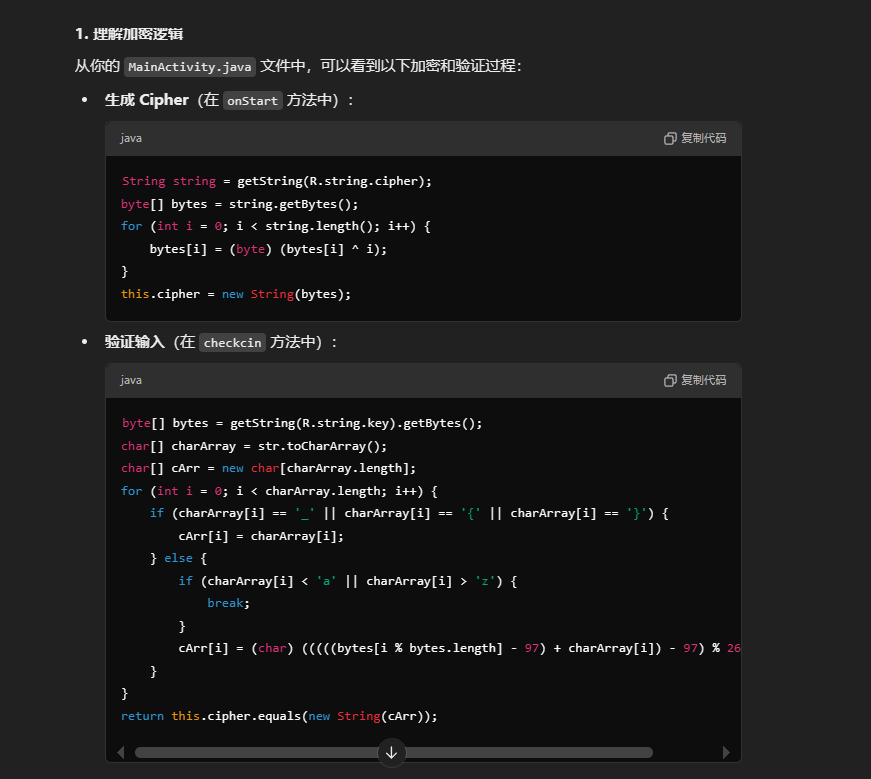 1. 理解加密逻辑
从你的 MainActivity.java 文件中，可以看到以下加密和验证过程：
• 生成 Cipher（在 onStart 方法中）：
java 复制代码
String string = getString(R.string.cipher);
byte[] bytes = string.getBytes();
for (int i = 0; i < string.length(); i++) {
    bytes[i] = (byte) (bytes[i] ^ i);
}
this.cipher = new String(bytes);
• 验证输入（在 checkcin 方法中）：
java 复制代码
byte[] bytes = getString(R.string.key).getBytes();
char[] charArray = str.toCharArray();
char[] cArr = new char[charArray.length];
for (int i = 0; i < charArray.length; i++) {
    if (charArray[i] == '_' || charArray[i] == '{' || charArray[i] == '}') {
        cArr[i] = charArray[i];
    } else {
        if (charArray[i] < 'a' || charArray[i] > 'z') {
            break;
        }
        cArr[i] = (char) (((((bytes[i % bytes.length] - 97) + charArray[i]) - 97) % 26
    }
}
return this.cipher.equals(new String(cArr));